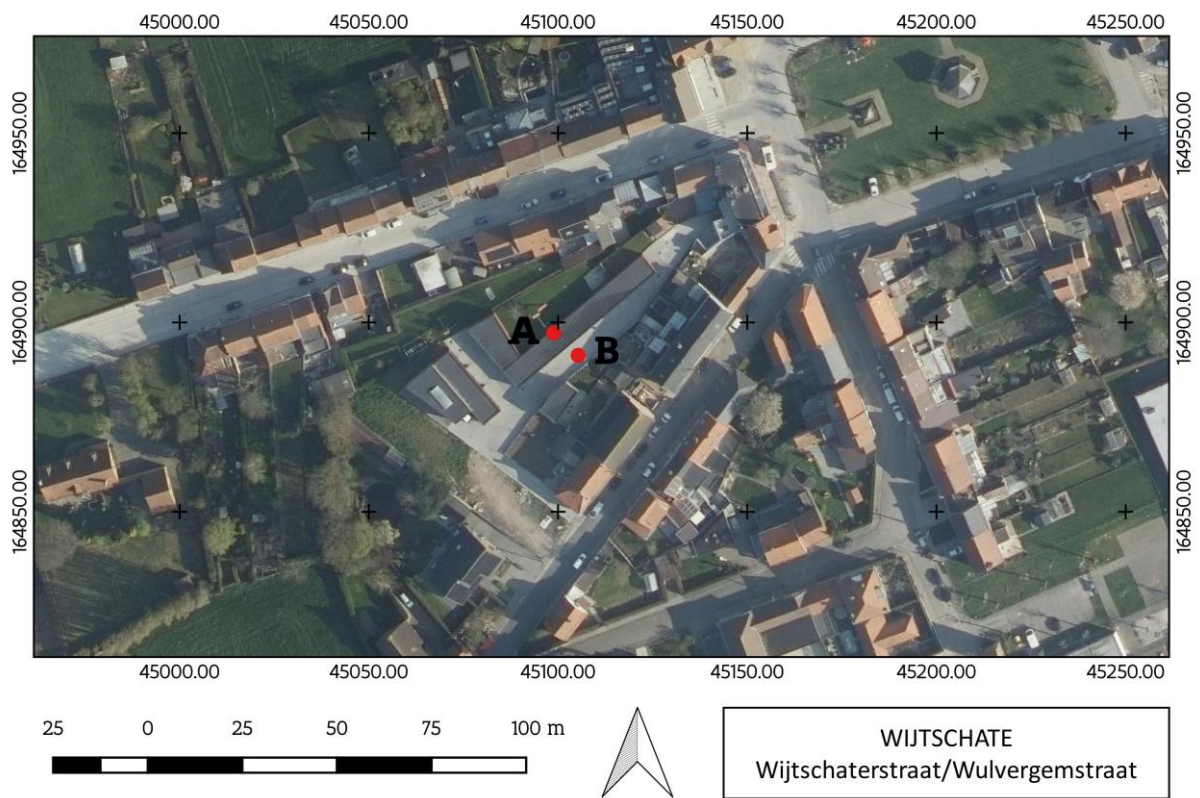 45000.00 45050.00 45100.00 45150.00 45200.00 45250.00
164950.00 164950.00
164900.00 164900.00
A
B
164850.00 164850.00
45000.00 45050.00 45100.00 45150.00 45200.00 45250.00
25 0 25 50 75 100 m
WIJTSCHATE
Wijtschaterstraat/Wulvergemstraat